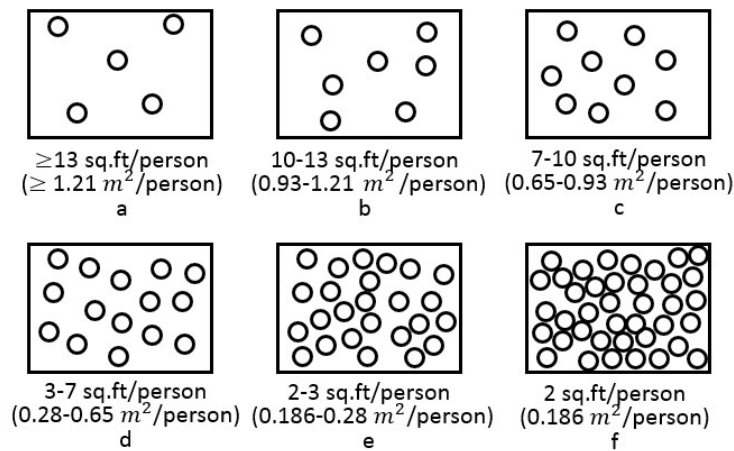 ≥13 sq.ft/person 10-13 sq.ft/person 7-10 sq.ft/person
(≥ 1.21 m²/person) (0.93-1.21 m²/person) (0.65-0.93 m²/person)
a b c
3-7 sq.ft/person 2-3 sq.ft/person 2 sq.ft/person
(0.28-0.65 m²/person) (0.186-0.28 m²/person) (0.186 m²/person)
d e f